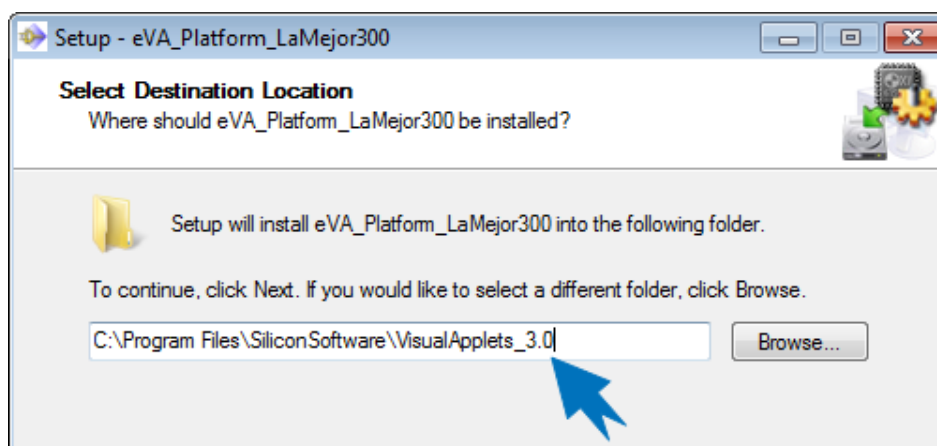 Setup - eVA_Platform_LaMejor300
Select Destination Location
Where should eVA_Platform_LaMejor300 be installed?
Setup will install eVA_Platform_LaMejor300 into the following folder.
To continue, click Next. If you would like to select a different folder, click Browse.
C:\Program Files\SiliconSoftware\VisualApplets_3.0
Browse...